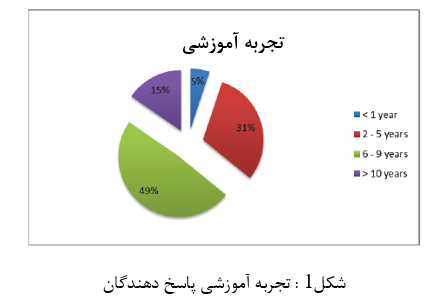 تجربه آموزشی
5%
31%
49%
15%
< 1 year
2 - 5 years
6 - 9 years
> 10 years
شکل1 : تجربه آموزشی پاسخ دهندگان